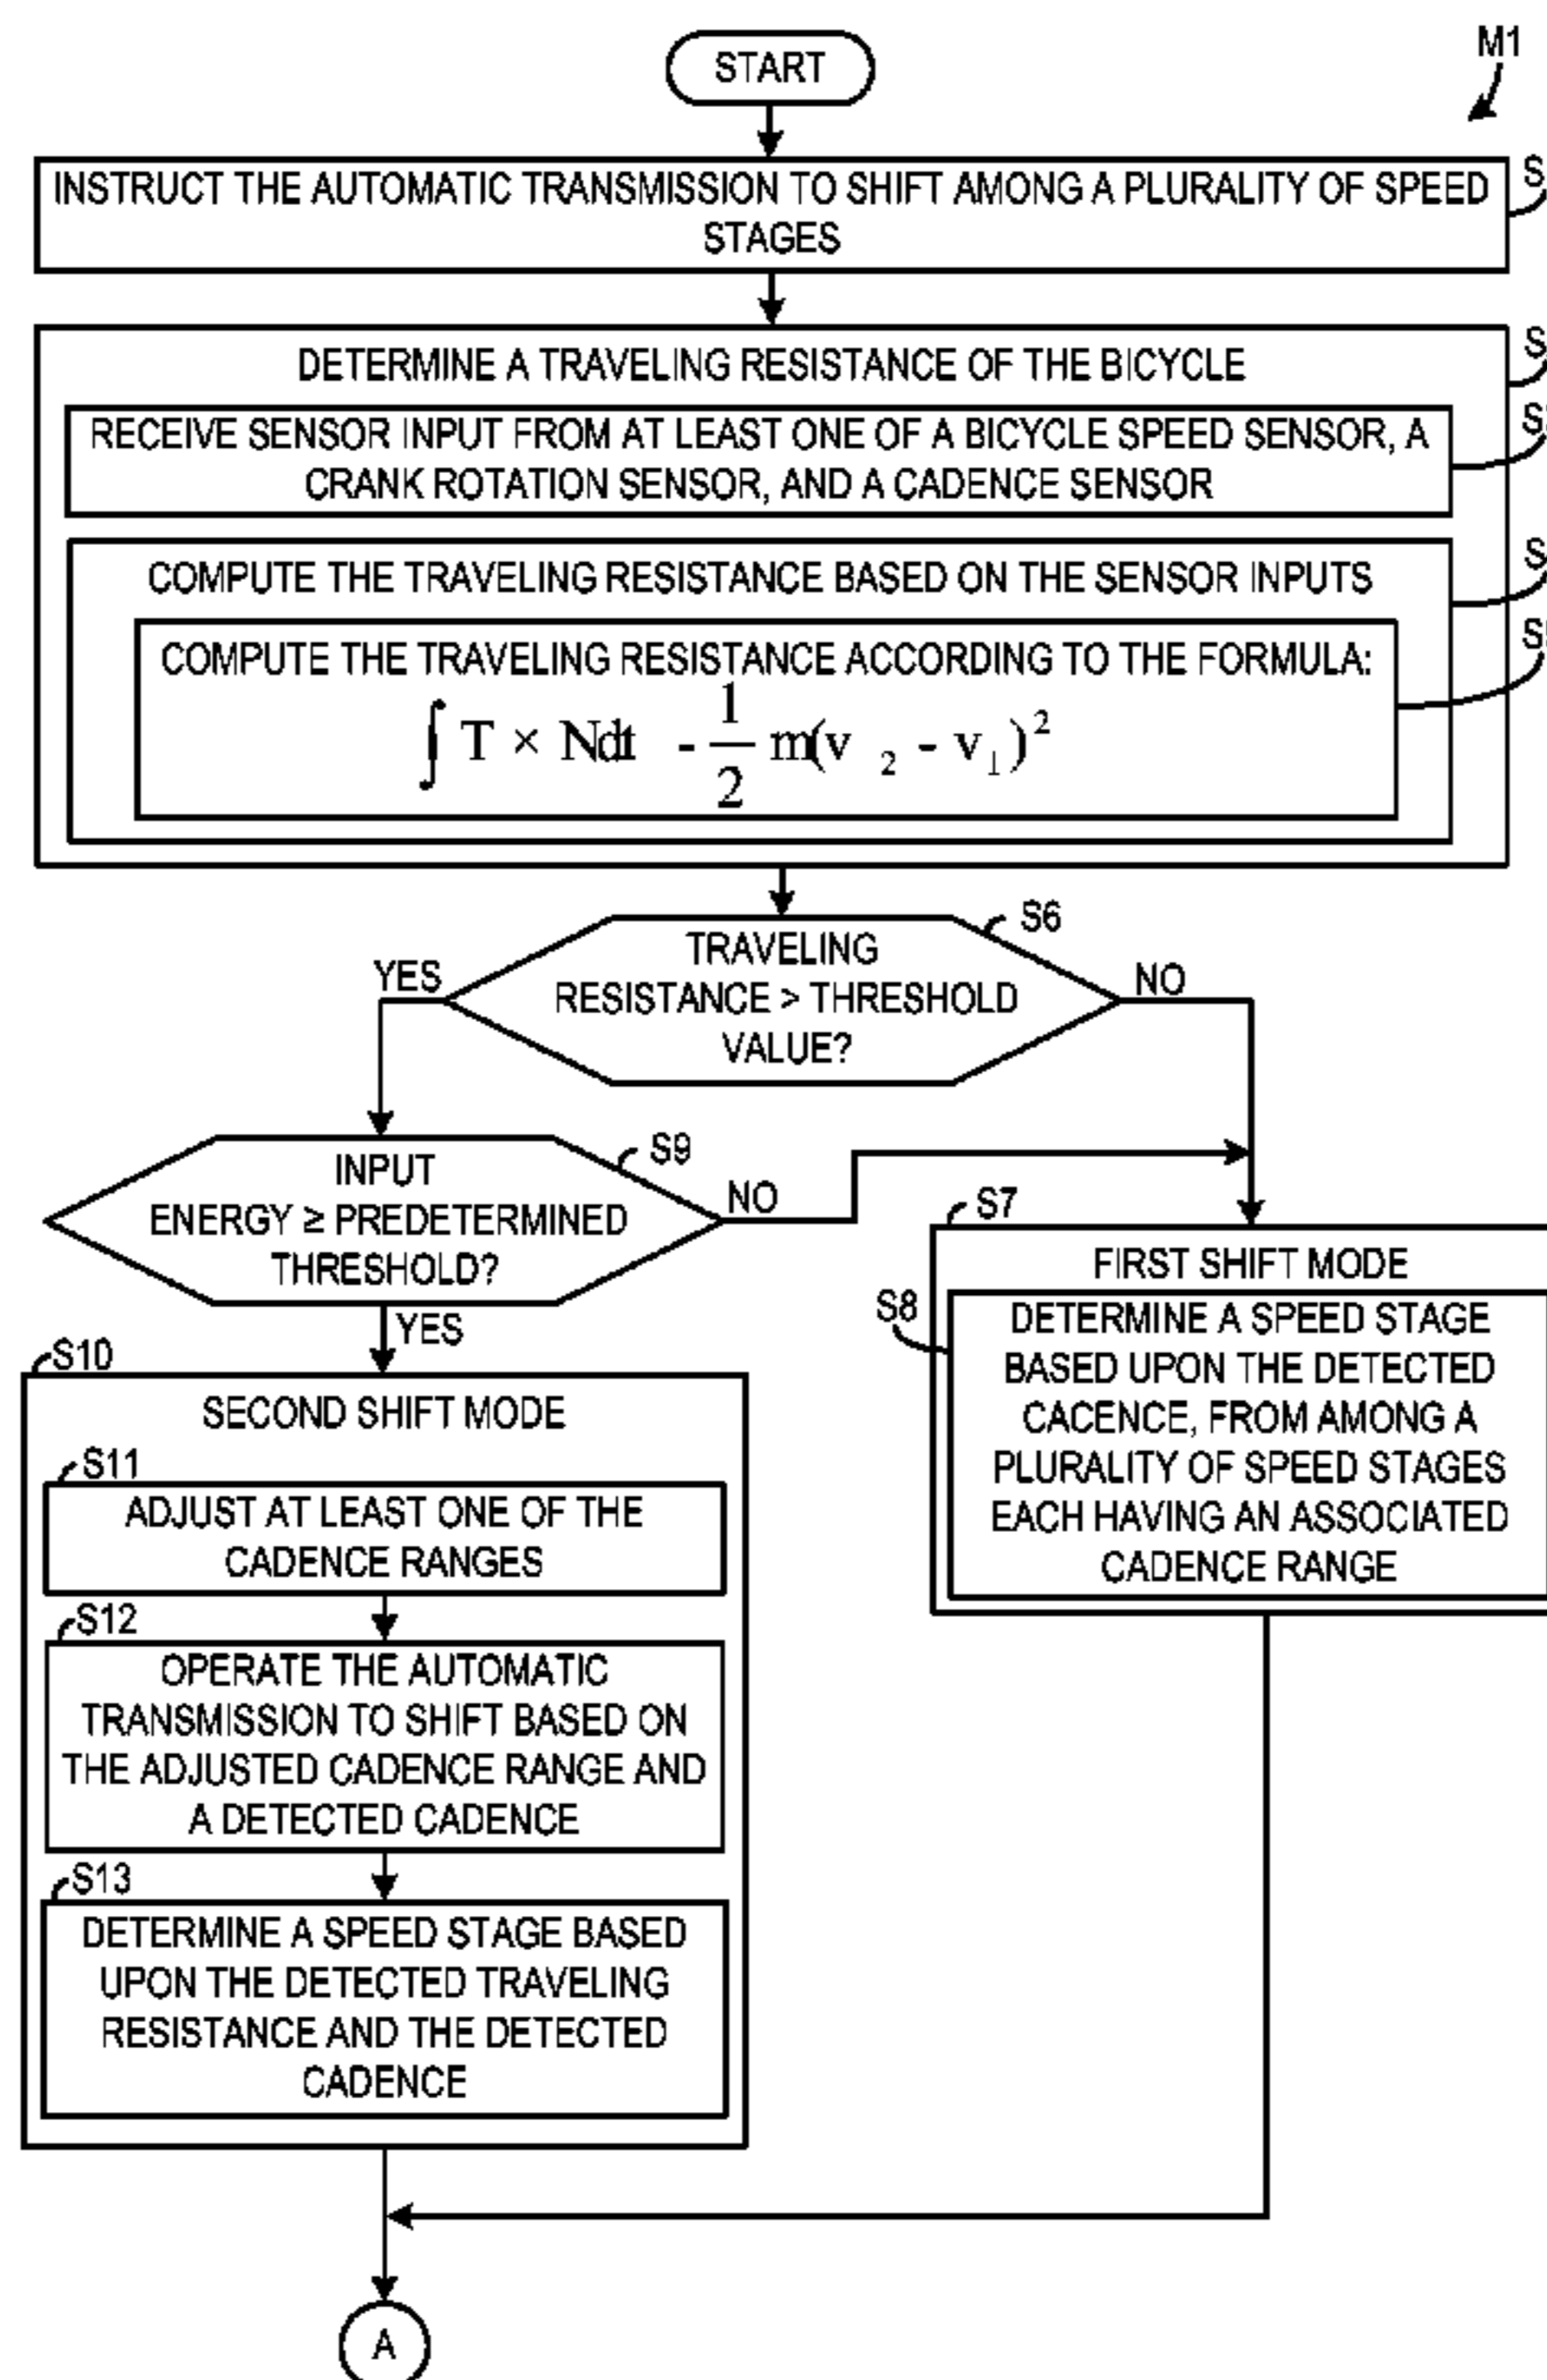 START
M1
INSTRUCT THE AUTOMATIC TRANSMISSION TO SHIFT AMONG A PLURALITY OF SPEED
STAGES
S
DETERMINE A TRAVELING RESISTANCE OF THE BICYCLE
S
RECEIVE SENSOR INPUT FROM AT LEAST ONE OF A BICYCLE SPEED SENSOR, A
CRANK ROTATION SENSOR, AND A CADENCE SENSOR
S
COMPUTE THE TRAVELING RESISTANCE BASED ON THE SENSOR INPUTS
S
COMPUTE THE TRAVELING RESISTANCE ACCORDING TO THE FORMULA:
S
∫ T × Ndt - 1/2 m(v 2 - v1)²
S6
TRAVELING
RESISTANCE > THRESHOLD
VALUE?
YES
NO
S9
INPUT
ENERGY ≥ PREDETERMINED
THRESHOLD?
NO
YES
S7
FIRST SHIFT MODE
S8
DETERMINE A SPEED STAGE
BASED UPON THE DETECTED
CACENCE, FROM AMONG A
PLURALITY OF SPEED STAGES
EACH HAVING AN ASSOCIATED
CADENCE RANGE
S10
SECOND SHIFT MODE
S11
ADJUST AT LEAST ONE OF THE
CADENCE RANGES
S12
OPERATE THE AUTOMATIC
TRANSMISSION TO SHIFT BASED ON
THE ADJUSTED CADENCE RANGE AND
A DETECTED CADENCE
S13
DETERMINE A SPEED STAGE BASED
UPON THE DETECTED TRAVELING
RESISTANCE AND THE DETECTED
CADENCE
A